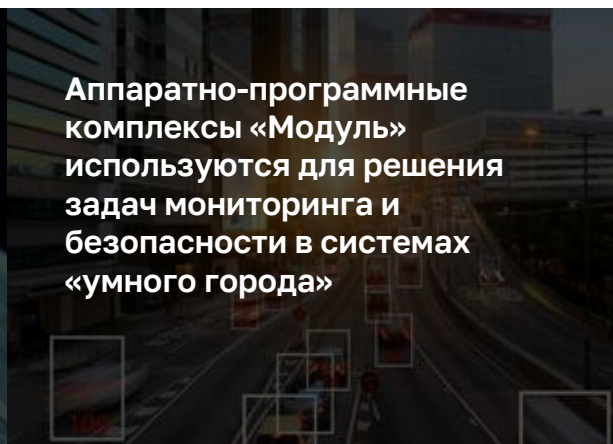 Аппаратно-программные
комплексы «Модуль»
используются для решения
задач мониторинга и
безопасности в системах
«умного города»